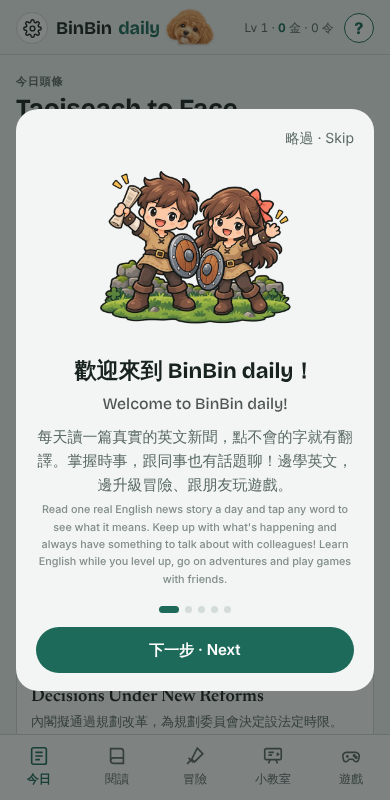 BinBin daily
Lv 1 · 0 金 · 0 令
?
今日頭條
Taoiseach to Face
略過 · Skip
歡迎來到 BinBin daily！
Welcome to BinBin daily!
每天讀一篇真實的英文新聞，點不會的字就有翻
譯。掌握時事，跟同事也有話題聊！邊學英文，
邊升級冒險、跟朋友玩遊戲。
Read one real English news story a day and tap any word to
see what it means. Keep up with what's happening and
always have something to talk about with colleagues! Learn
English while you level up, go on adventures and play games
with friends.
下一步 · Next
Decisions Under New Reforms
內閣擬通過規劃改革，為規劃委員會決定設法定時限。
今日
閱讀
冒險
小教室
遊戲